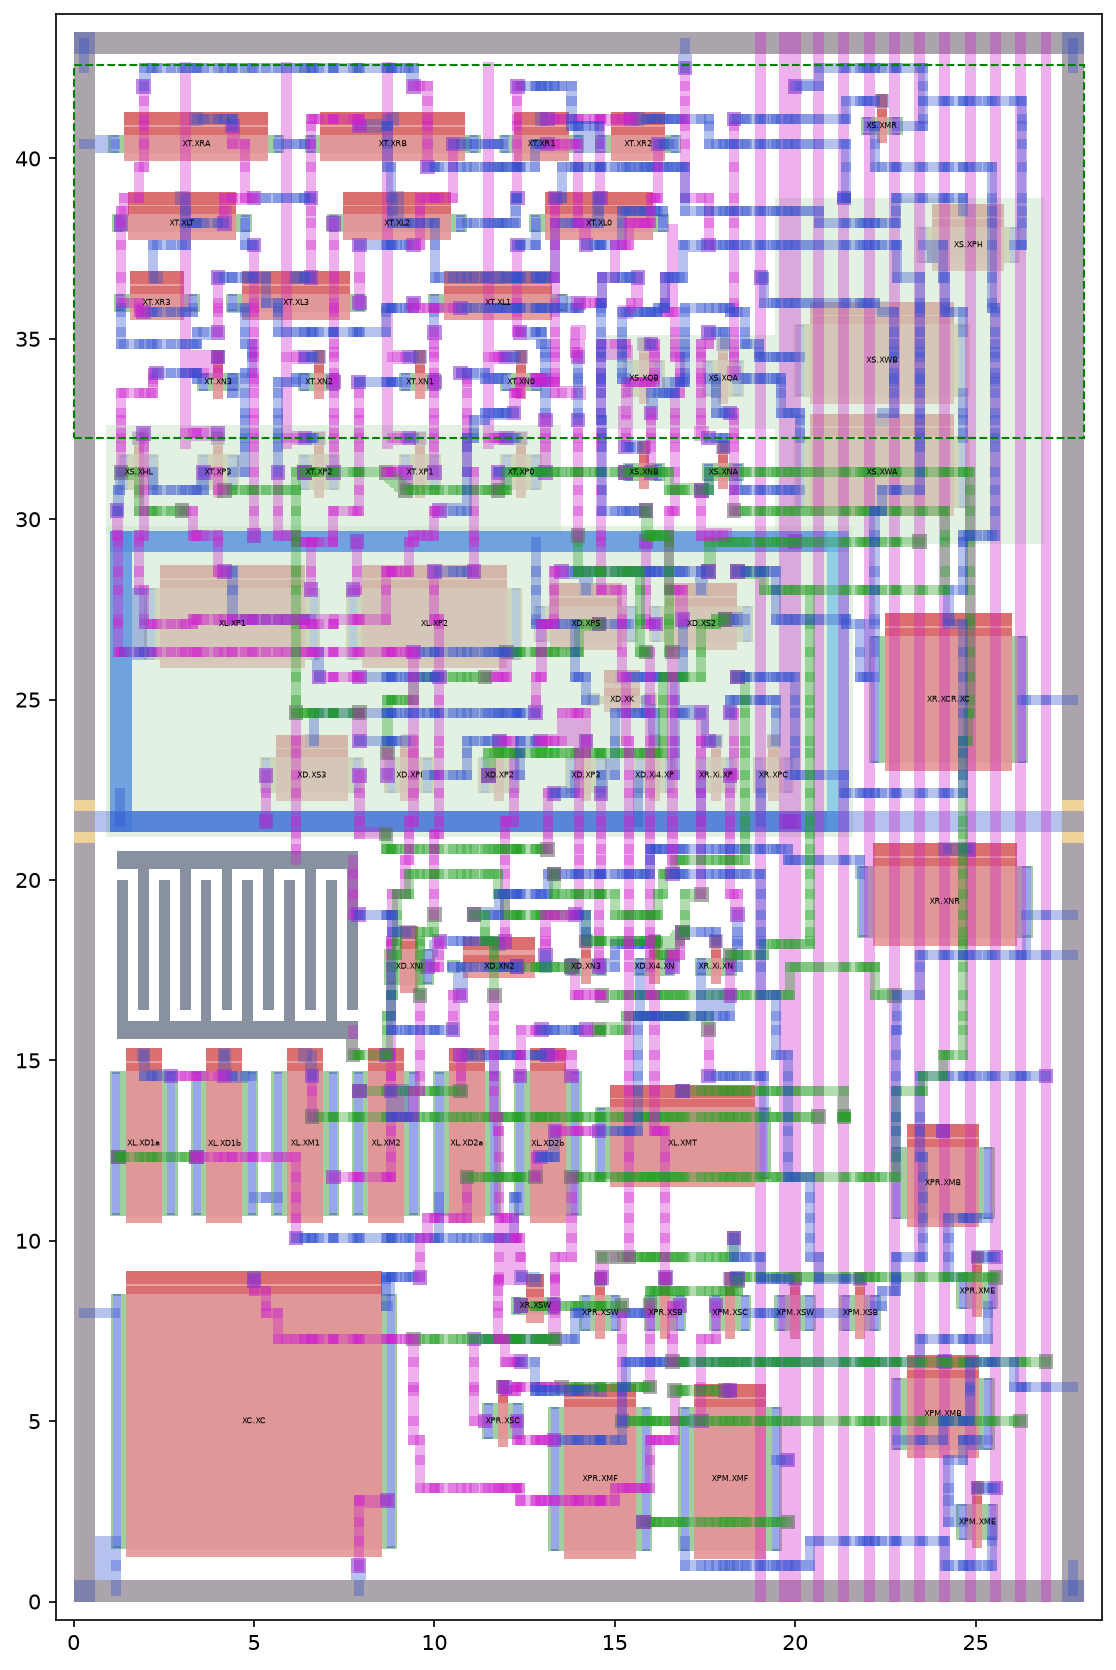 XS.XMR
XT.XRA XT.XRB XT.XR1 XT.XR2
XT.XLT XT.XL2 XT.XL0
XS.XPH
XT.XR3 XT.XL3 XT.XL1
XS.XWB
XT.XN3 XT.XN2 XT.XN1 XT.XN0 XS.XQB XS.XQA
XS.XHL XT.XP3 XT.XP2 XT.XP1 XT.XP0 XS.XNB XS.XNA XS.XWA
XL.XP1 XL.XP2 XD.XPS XD.XS2
XD.XK XR.XCR.XC
XD.XS3 XD.XPI XD.XP2 XD.XP3 XD.Xi4.XP XR.Xi.XP XR.XPC
XR.XNR
XD.XNI XD.XN2 XD.XN3 XD.Xi4.XN XR.Xi.XN
XL.XD1a XL.XD1b XL.XM1 XL.XM2 XL.XD2a XL.XD2b XL.XMT
XPR.XMB
XPR.XME
XR.XSW XPR.XSW XPR.XSB XPM.XSC XPM.XSW XPM.XSB
XC.XC XPR.XSC XPM.XMB
XPR.XMF XPM.XMF
XPM.XME
40
35
30
25
20
15
10
5
0
0 5 10 15 20 25